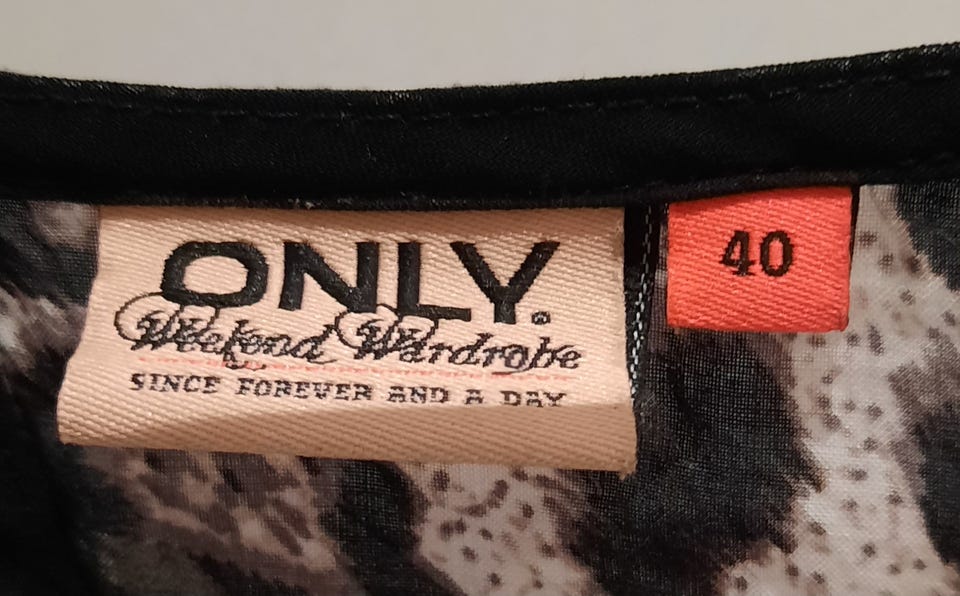 ONLY.
Weekend Wardrobe
SINCE FOREVER AND A DAY
40